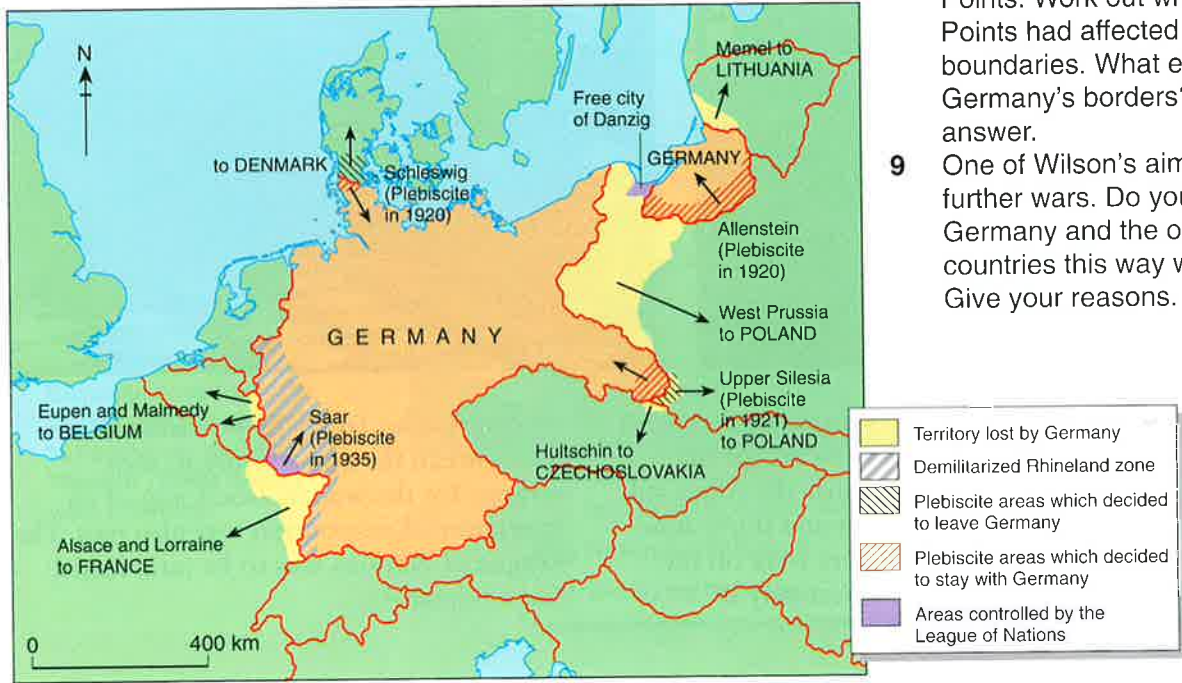 N
Memel to
LITHUANIA
Free city
of Danzig
GERMANY
to DENMARK
Schleswig
(Plebiscite
in 1920)
Allenstein
(Plebiscite
in 1920)
West Prussia
to POLAND
GERMANY
Upper Silesia
(Plebiscite
in 1921)
to POLAND
Eupen and Malmedy
to BELGIUM
Saar
(Plebiscite
in 1935)
Hultschin to
CZECHOSLOVAKIA
Alsace and Lorraine
to FRANCE
0
400 km
Territory lost by Germany
Demilitarized Rhineland zone
Plebiscite areas which decided
to leave Germany
Plebiscite areas which decided
to stay with Germany
Areas controlled by the
League of Nations
Points had affected
boundaries. What e
Germany's borders?
answer.
9 One of Wilson's aim
further wars. Do you
Germany and the o
countries this way w
Give your reasons.